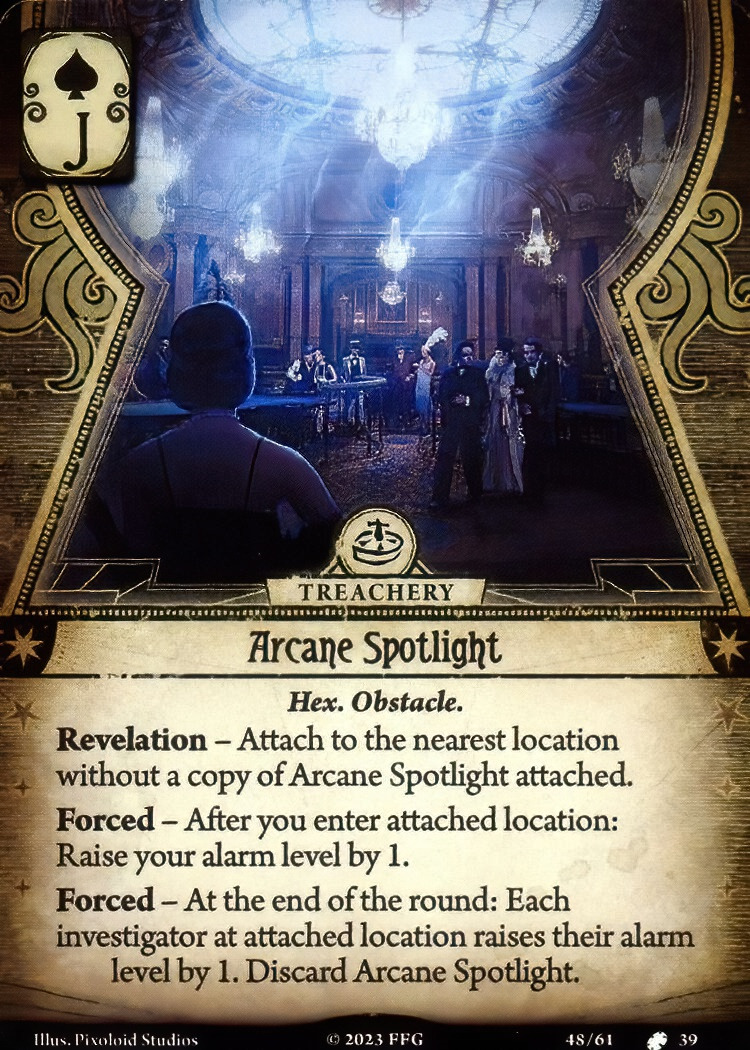 J
TREACHERY
Arcane Spotlight
Hex. Obstacle.
Revelation – Attach to the nearest location
without a copy of Arcane Spotlight attached.
Forced – After you enter attached location:
Raise your alarm level by 1.
Forced – At the end of the round: Each
investigator at attached location raises their alarm
level by 1. Discard Arcane Spotlight.
Illus. Pixoloid Studios
© 2023 FFG
48/61
39